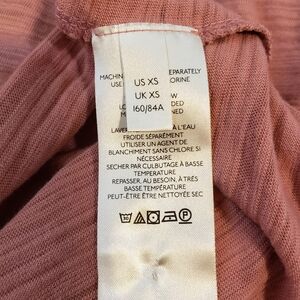 MACHIN EPARATELY
US XS
USE ORINE
UK XS
LO W
160/84A DED
M NED
LAVER À L'EAU
FROIDE SÉPARÉMENT
UTILISER UN AGENT DE
BLANCHIMENT SANS CHLORE SI
NÉCESSAIRE
SECHER PAR CULBUTAGE À BASSE
TEMPERATURE
REPASSER, AU BESOIN, À TRÈS
BASSE TEMPÉRATURE
PEUT-ÊTRE ÊTRE NETTOYÉE SEC